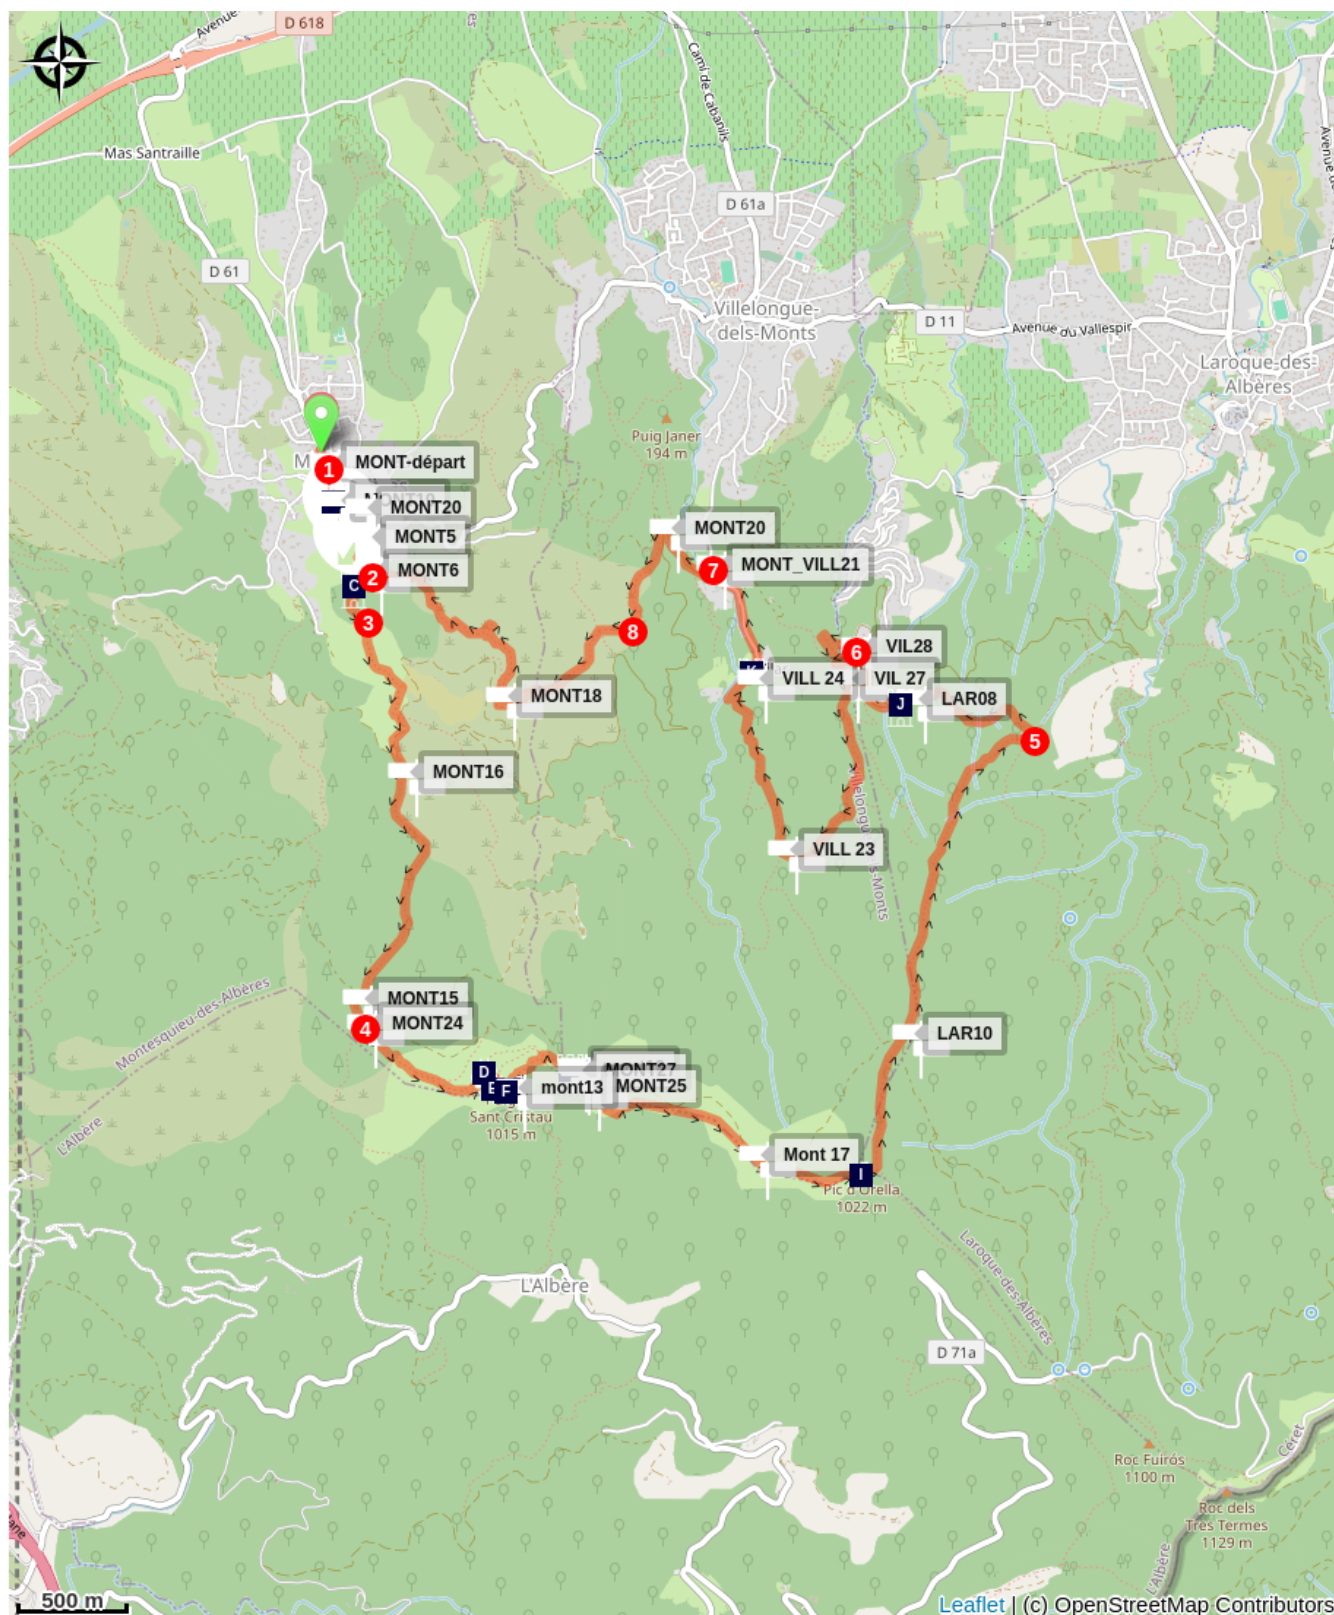 Avenue
D 618
Mas Santraille
Camí de Cabanils
D 61a
D 61
Villelongue-
dels-Monts
D 11
Avenue du Vallespir
Laroque-des-
Albères
Puig Janer
194 m
M
1
MONT-départ
MONT20
MONT5
MONT6
C
2
3
MONT20
7
MONT_VILL21
8
6
VIL28
VILL 24
VIL 27
J
LAR08
MONT18
5
MONT16
VILL 23
MONT15
4
MONT24
LAR10
Montesquieu-des-Albères
L'Albère
D
E
F
mont13
MONT27
MONT25
Sant Cristau
1015 m
Mont 17
I
Pic d'Orella
1022 m
Laroque des Albères
L'Albère
D 71a
Roc Fuirós
1100 m
Céret
Roc dels
Tres Termes
1129 m
L'Albère
500 m
Leaflet | (c) OpenStreetMap Contributors